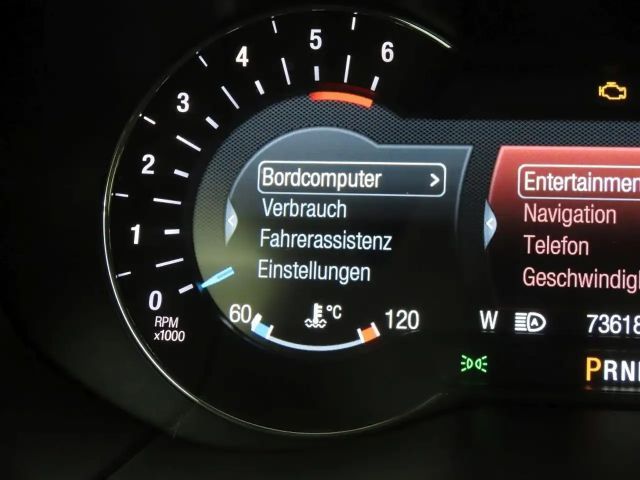 6
5
4
3
2
1
0
RPM
x1000
Bordcomputer >
Verbrauch
Fahrerassistenz
Einstellungen
60 °C 120
Navigation
Telefon
W A
PRN